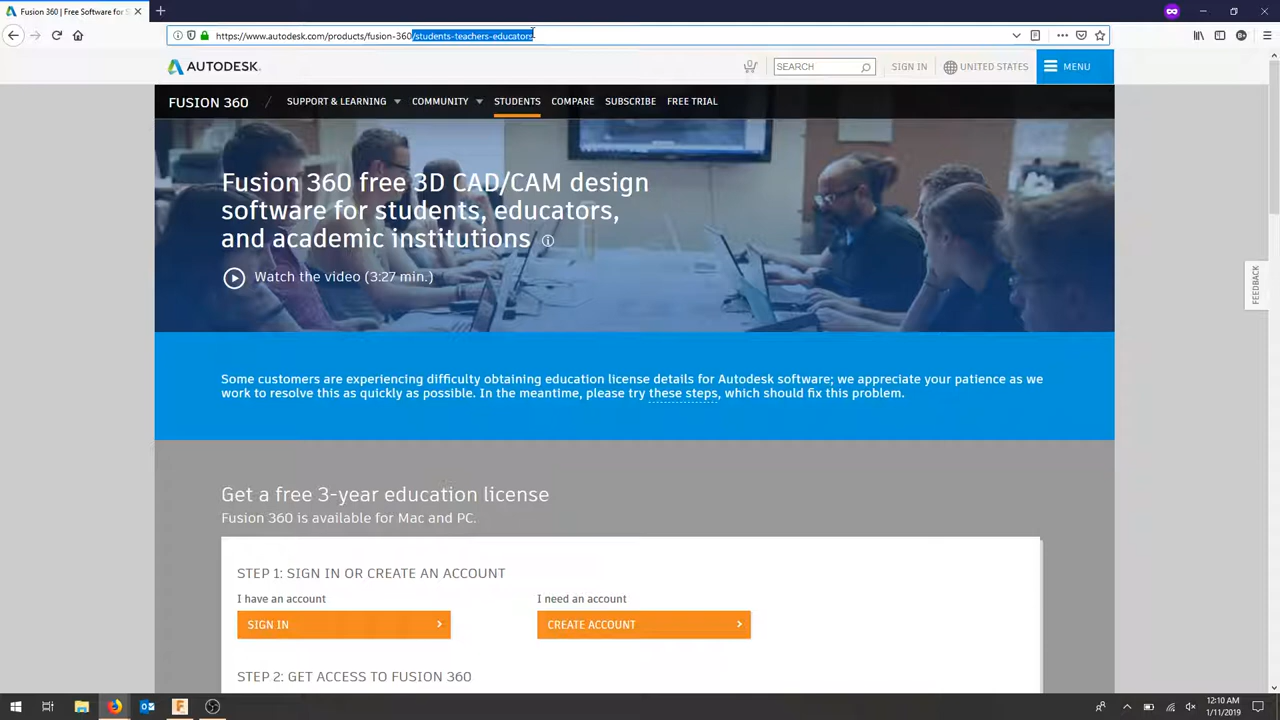 Fusion 360 | Free Software for S
https://www.autodesk.com/products/fusion-360/students-teachers-educators
AUTODESK.
0
SEARCH
SIGN IN
UNITED STATES
MENU
FUSION 360 /
SUPPORT & LEARNING
COMMUNITY
STUDENTS
COMPARE
SUBSCRIBE
FREE TRIAL
Fusion 360 free 3D CAD/CAM design
software for students, educators,
and academic institutions
Watch the video (3:27 min.)
FEEDBACK
Some customers are experiencing difficulty obtaining education license details for Autodesk software; we appreciate your patience as we
work to resolve this as quickly as possible. In the meantime, please try these steps, which should fix this problem.
Get a free 3-year education license
Fusion 360 is available for Mac and PC.
STEP 1: SIGN IN OR CREATE AN ACCOUNT
I have an account
I need an account
SIGN IN
CREATE ACCOUNT
STEP 2: GET ACCESS TO FUSION 360
12:10 AM
1/11/2019